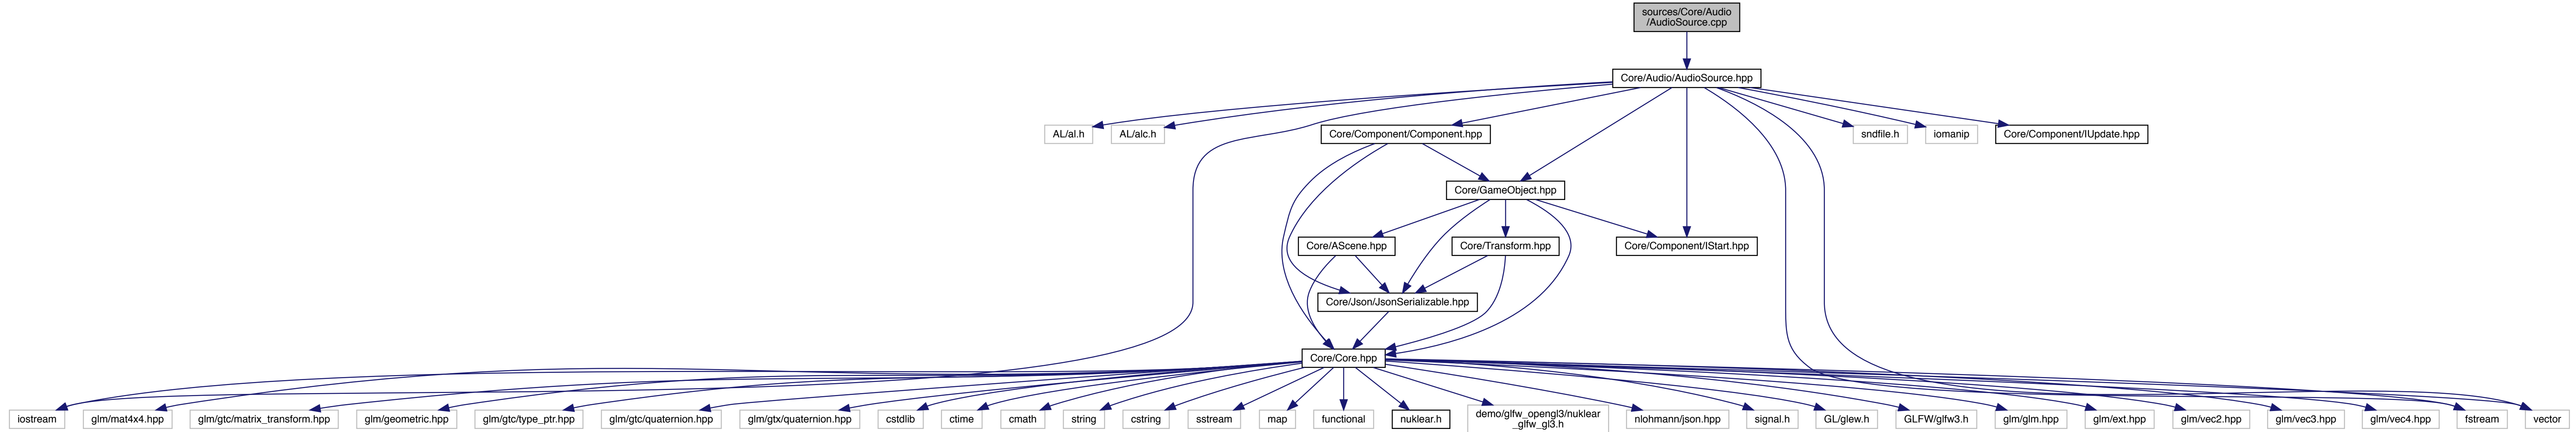 sources/Core/Audio
/AudioSource.cpp
Core/Audio/AudioSource.hpp
AL/al.h
AL/alc.h
Core/Component/Component.hpp
sndfile.h
iomanip
Core/Component/IUpdate.hpp
Core/GameObject.hpp
Core/AScene.hpp
Core/Transform.hpp
Core/Component/IStart.hpp
Core/Json/JsonSerializable.hpp
Core/Core.hpp
iostream
glm/mat4x4.hpp
glm/gtc/matrix_transform.hpp
glm/geometric.hpp
glm/gtc/type_ptr.hpp
glm/gtc/quaternion.hpp
glm/gtx/quaternion.hpp
cstdlib
ctime
cmath
string
cstring
sstream
map
functional
nuklear.h
demo/glfw_opengl3/nuklear
_glfw_gl3.h
nlohmann/json.hpp
signal.h
GL/glew.h
GLFW/glfw3.h
glm/glm.hpp
glm/ext.hpp
glm/vec2.hpp
glm/vec3.hpp
glm/vec4.hpp
fstream
vector